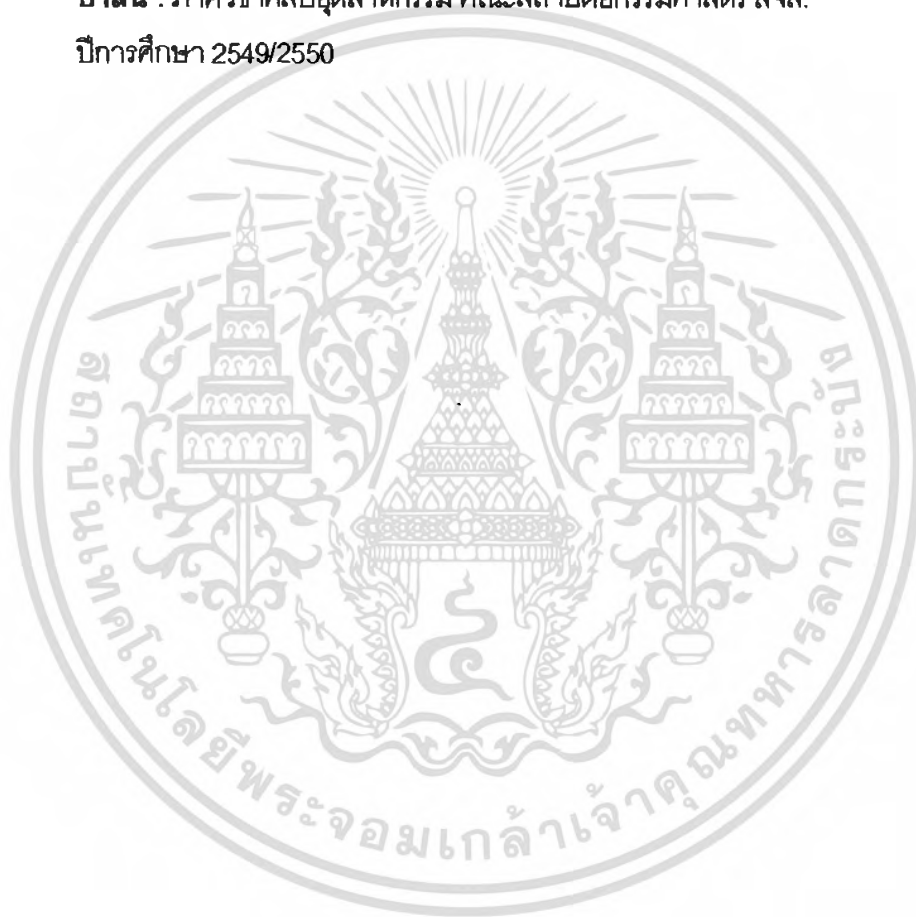 ปีการศึกษา 2549/2550
สถาบันเทคโนโลยีพระจอมเกล้าเจ้าคุณทหารลาดกระบัง
๔